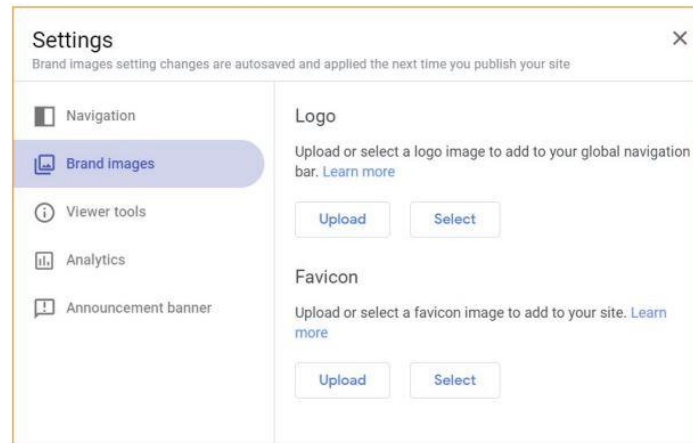 Settings
Brand images setting changes are autosaved and applied the next time you publish your site
Navigation
Brand images
Viewer tools
Analytics
Announcement banner
Logo
Upload or select a logo image to add to your global navigation
bar. Learn more
Upload Select
Favicon
Upload or select a favicon image to add to your site. Learn
more
Upload Select